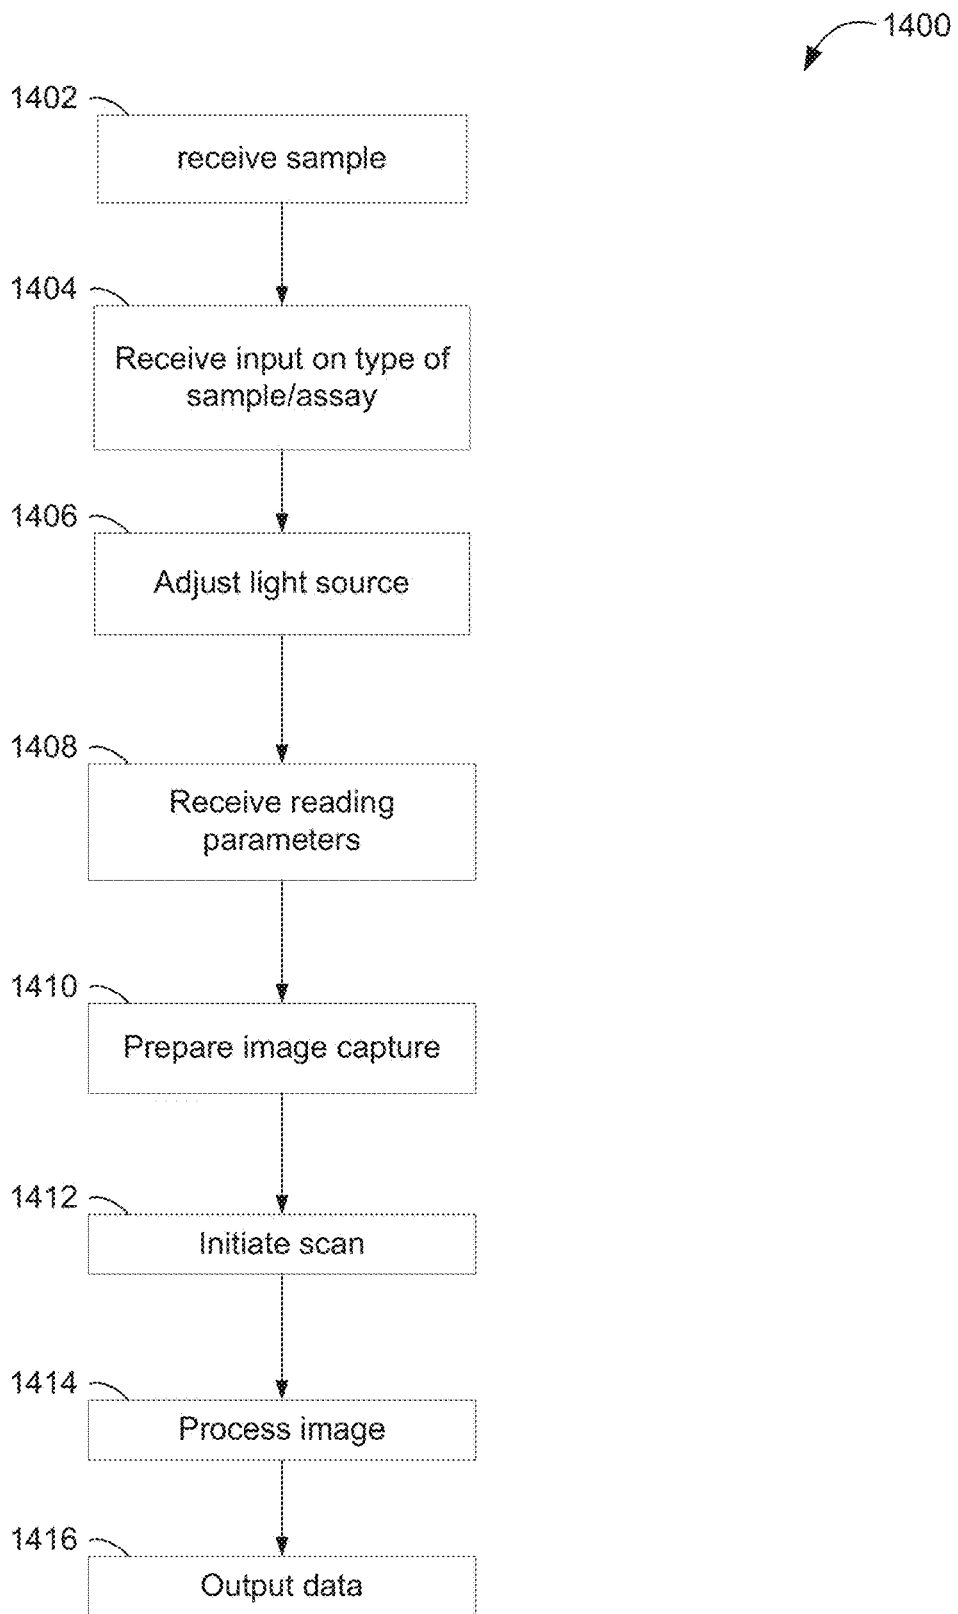 1400
1402
receive sample
1404
Receive input on type of
sample/assay
1406
Adjust light source
1408
Receive reading
parameters
1410
Prepare image capture
1412
Initiate scan
1414
Process image
1416
Output data